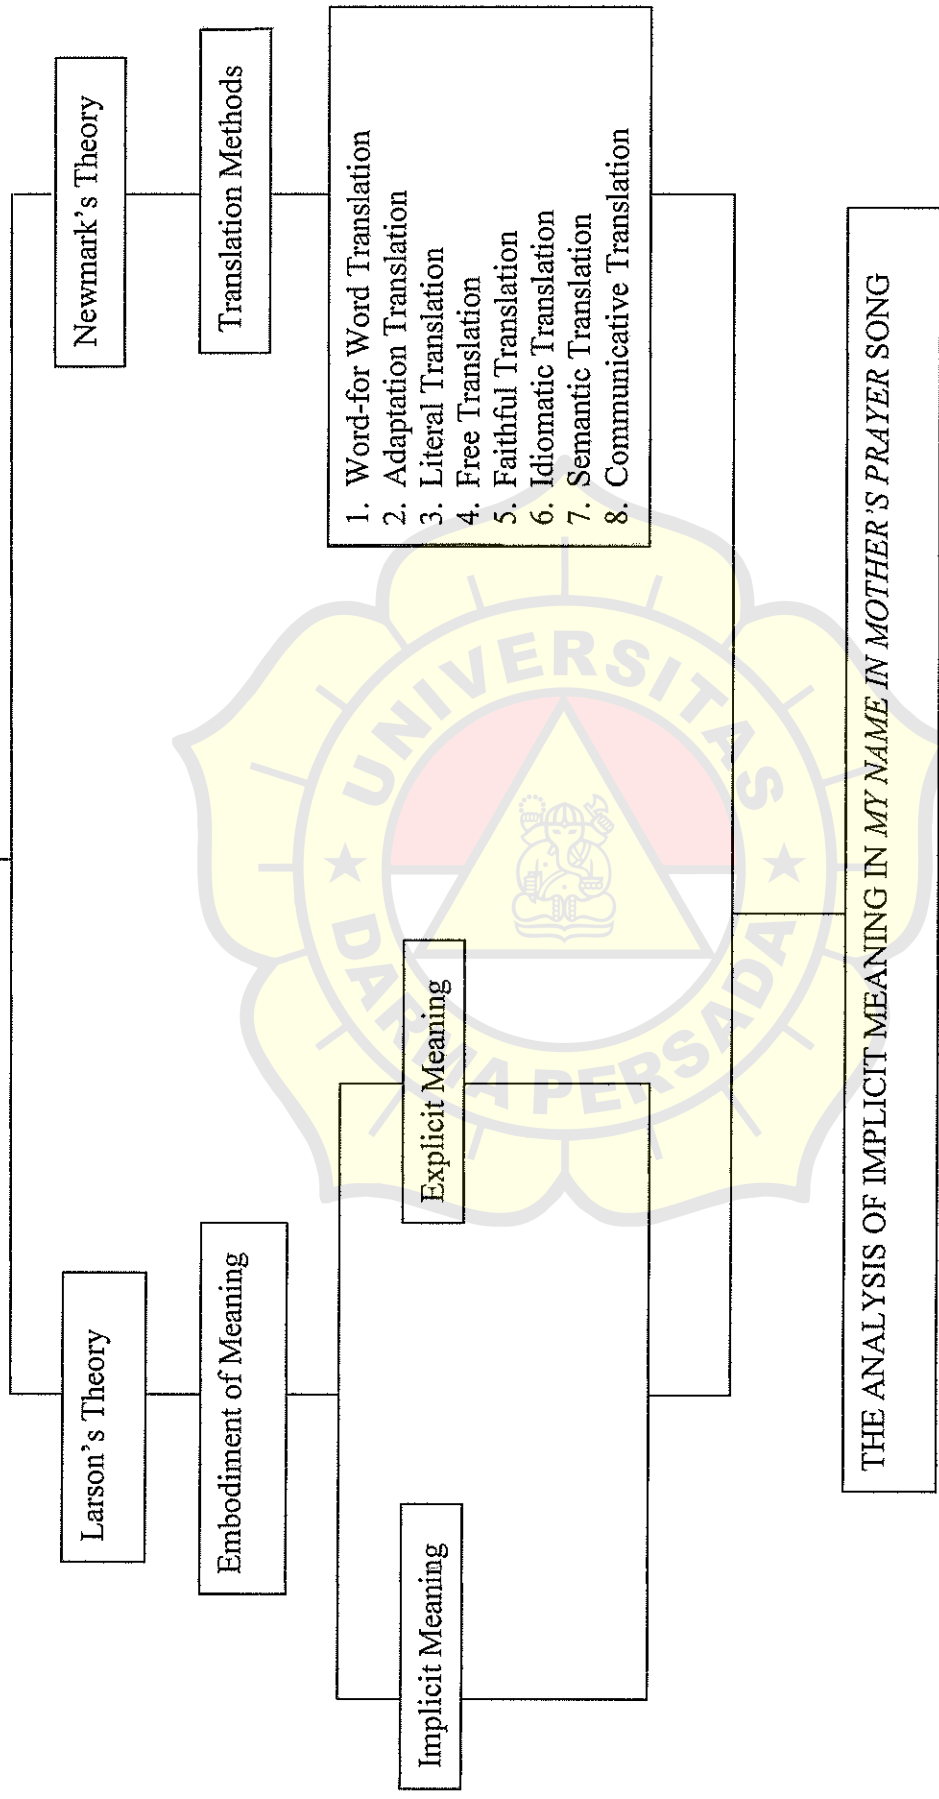 Larson's Theory
Newmark's Theory
Embodiment of Meaning
Translation Methods
Implicit Meaning
Explicit Meaning
1. Word-for Word Translation
2. Adaptation Translation
3. Literal Translation
4. Free Translation
5. Faithful Translation
6. Idiomatic Translation
7. Semantic Translation
8. Communicative Translation
THE ANALYSIS OF IMPLICIT MEANING IN MY NAME IN MOTHER'S PRAYER SONG
UNIVERSITAS
DARMA PERSADA